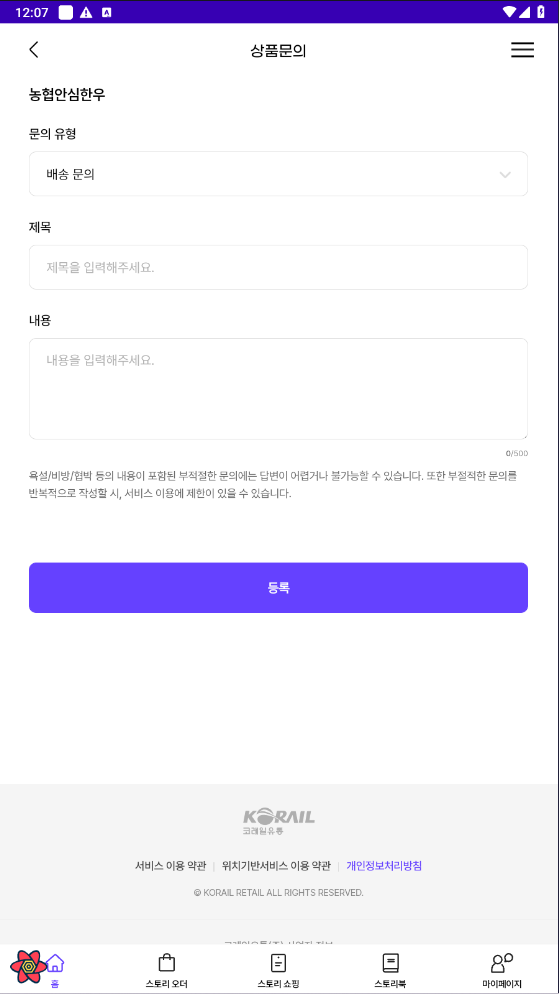 12:07
상품문의
농협안심한우
문의 유형
배송 문의
제목
제목을 입력해주세요.
내용
내용을 입력해주세요.
0/500
욕설/비방/협박 등의 내용이 포함된 부적절한 문의에는 답변이 어렵거나 불가능할 수 있습니다. 또한 부절적한 문의를
반복적으로 작성할 시, 서비스 이용에 제한이 있을 수 있습니다.
등록
KORAIL
코레일유통
서비스 이용 약관 | 위치기반서비스 이용 약관 | 개인정보처리방침
© KORAIL RETAIL ALL RIGHTS RESERVED.
홈 스토리 오더 스토리 쇼핑 스토리북 마이페이지